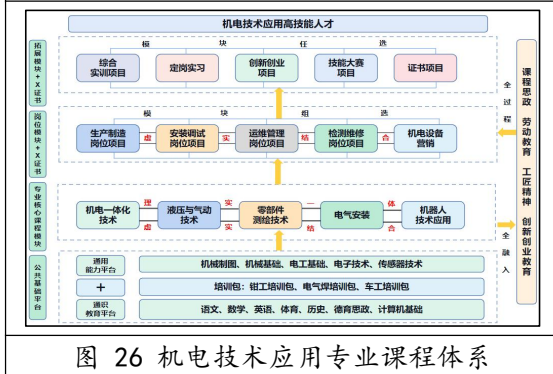 机电技术应用高技能人才
拓展模块+X证书
模 块 任 选
综合实训项目
定岗实习
创新创业项目
技能大赛项目
证书项目
岗位模块+X证书
模 块 组 选
生产制造岗位项目
虚
安装调试岗位项目
实
运维管理岗位项目
结
检测维修岗位项目
合
机电设备营销
专业核心课程模块
理 实 一 体
机电一体化技术
液压与气动技术
零部件测绘技术
电气安装
机器人技术应用
虚 实 结 合
公共基础平台
通用能力平台
机械制图、机械基础、电工基础、电子技术、传感器技术
+
培训包:钳工培训包、电气焊培训包、车工培训包
通识教育平台
语文、数学、英语、体育、历史、德育思政、计算机基础
全过程
全融入
课程思政 劳动教育 工匠精神 创新创业教育
图 26 机电技术应用专业课程体系